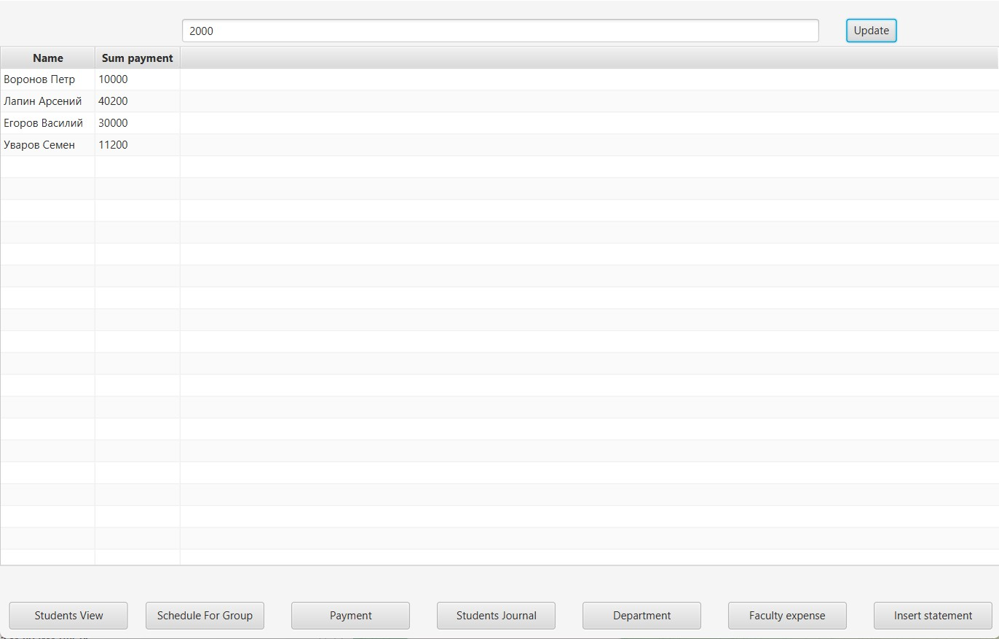 2000 Update
Name Sum payment
Воронов Петр 10000
Лапин Арсений 40200
Егоров Василий 30000
Уваров Семен 11200
Students View Schedule For Group Payment Students Journal Department Faculty expense Insert statement